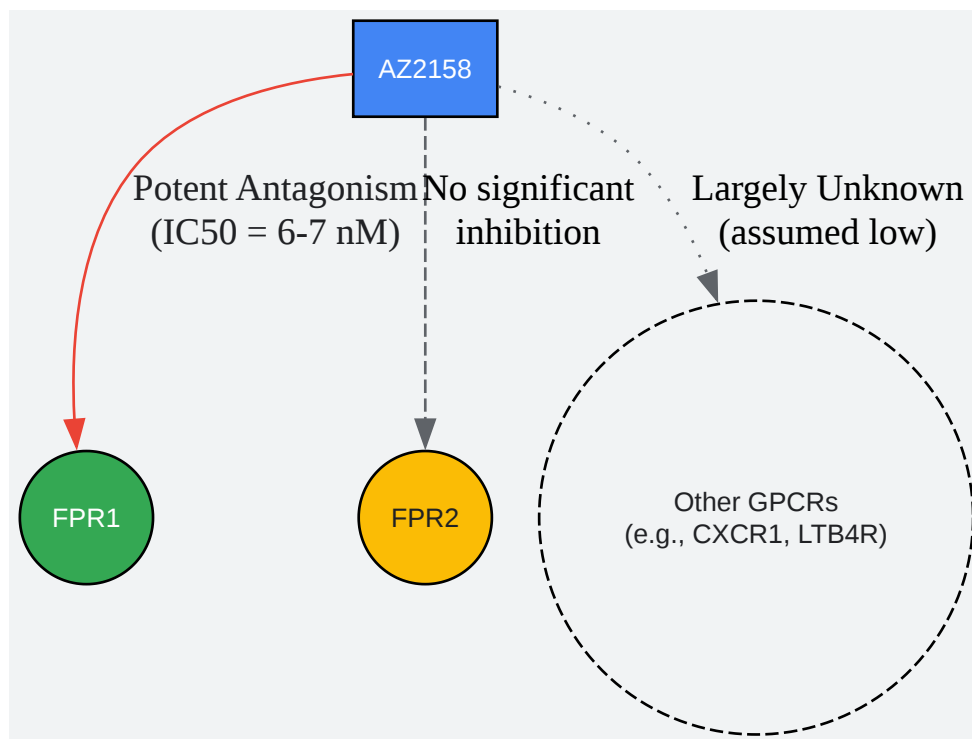 AZ2158
Potent Antagonism
(IC50 = 6-7 nM)
No significant
inhibition
Largely Unknown
(assumed low)
FPR1
FPR2
Other GPCRs
(e.g., CXCR1, LTB4R)